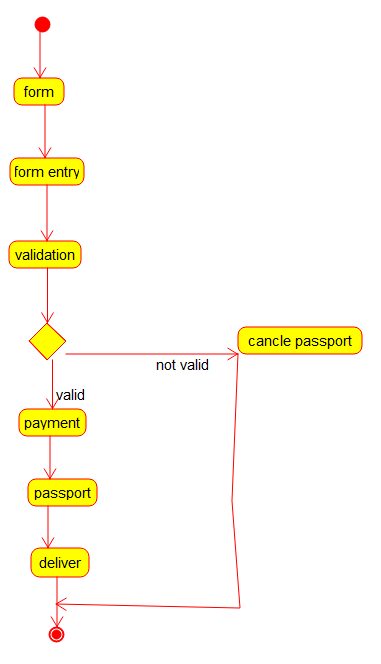 form
form entry
validation
cancle passport
not valid
valid
payment
passport
deliver